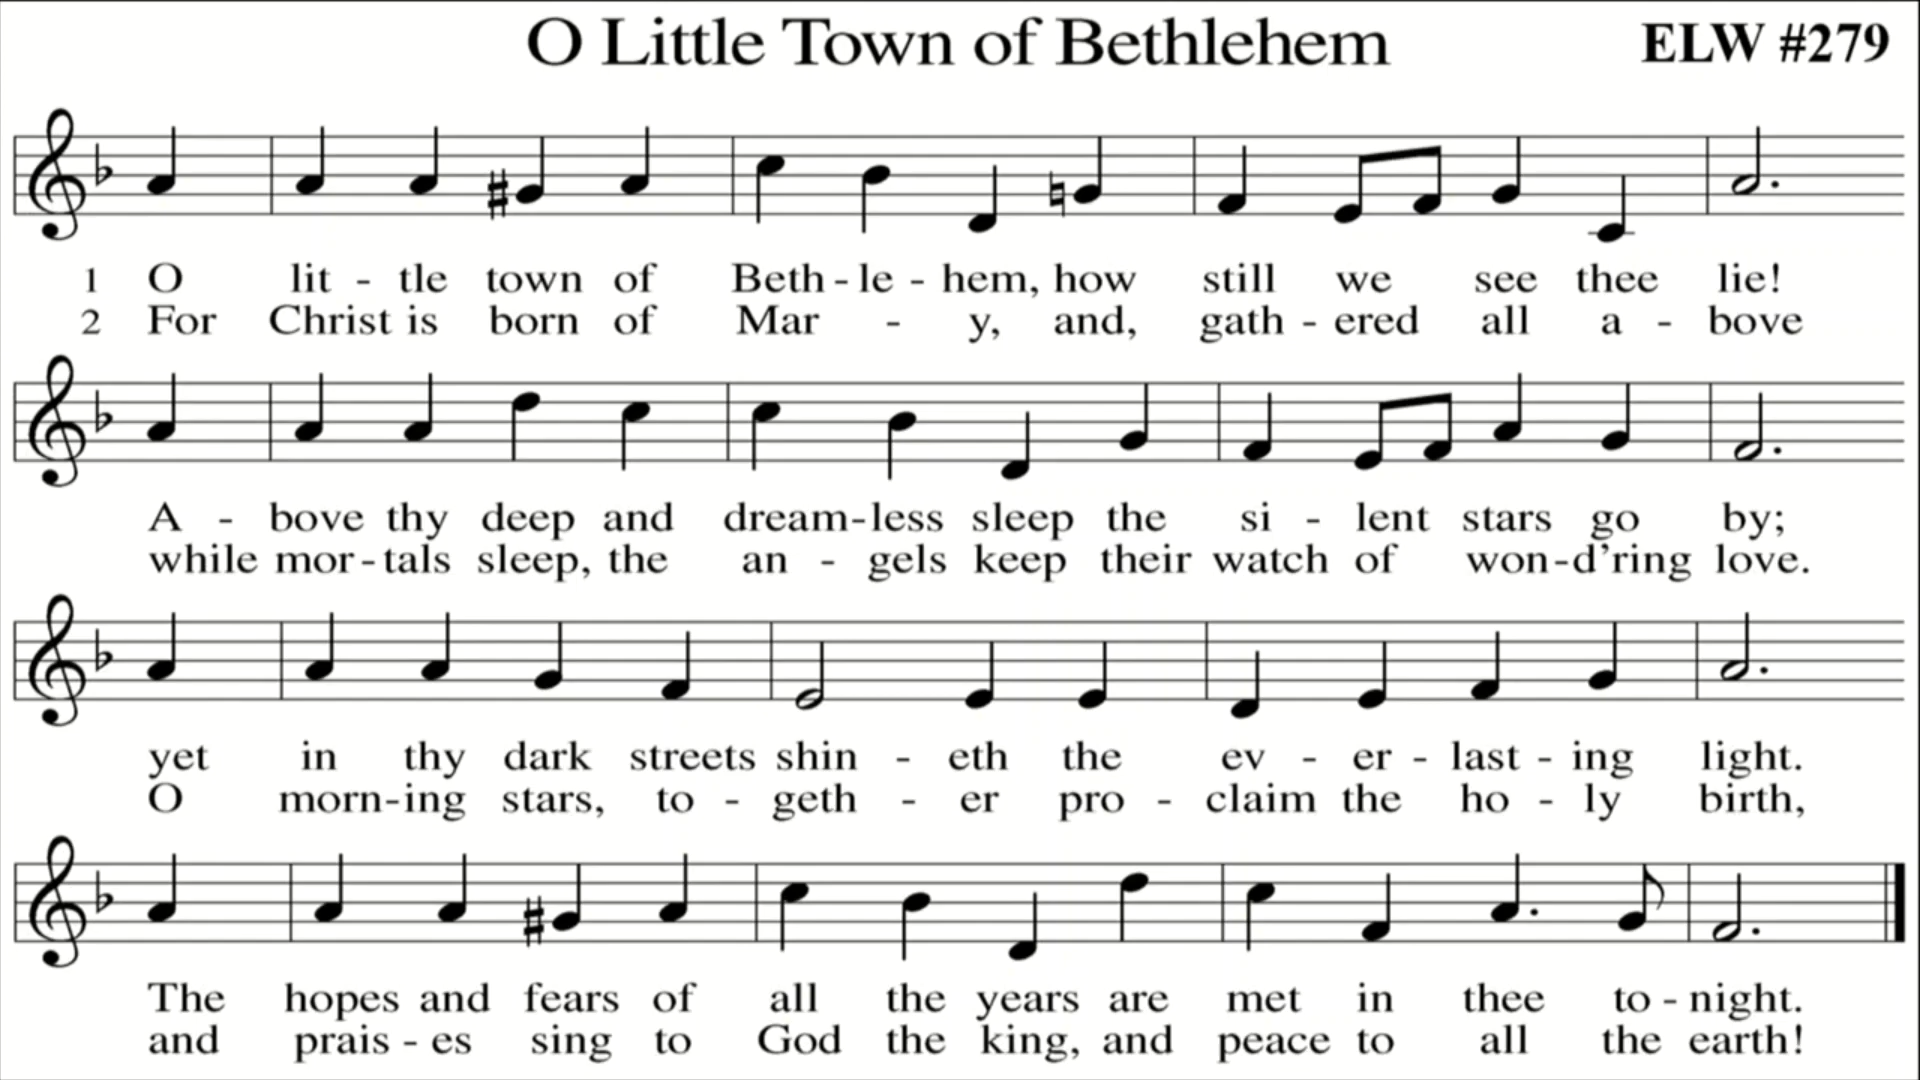 O Little Town of Bethlehem
ELW #279
1 O lit - tle town of Beth - le - hem, how still we see thee lie!
2 For Christ is born of Mar - y, and, gath - ered all a - bove
A - bove thy deep and dream - less sleep the si - lent stars go by;
while mor - tals sleep, the an - gels keep their watch of won - d’ring love.
yet in thy dark streets shin - eth the ev - er - last - ing light.
O morn - ing stars, to - geth - er pro - claim the ho - ly birth,
The hopes and fears of all the years are met in thee to - night.
and prais - es sing to God the king, and peace to all the earth!